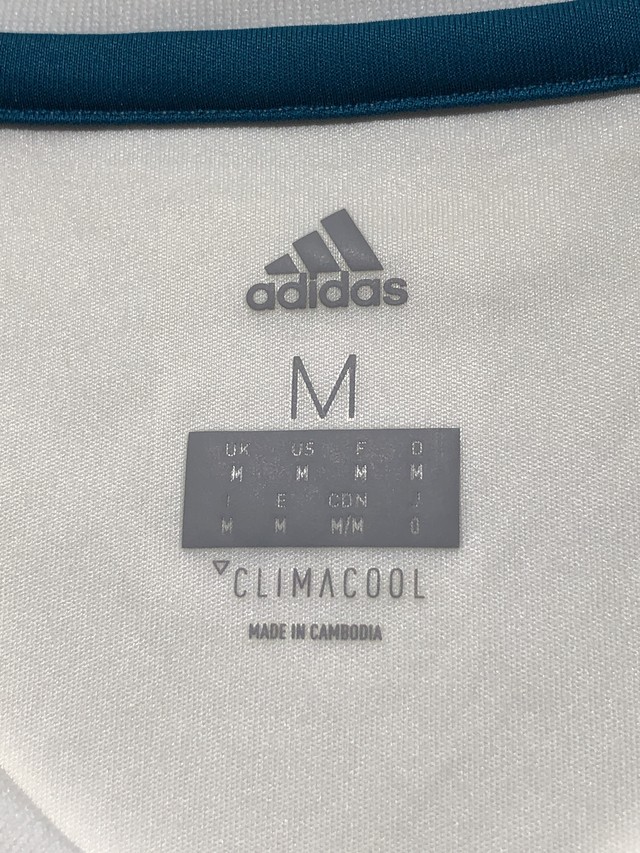 adidas
M
UK US F D
M M M M
I E CDN J
M M M/M O
CLIMACOOL
MADE IN CAMBODIA